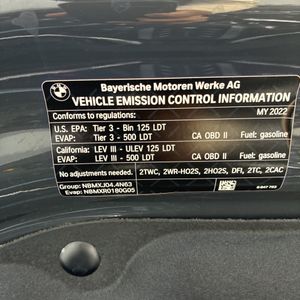 BMW
Bayerische Motoren Werke AG
VEHICLE EMISSION CONTROL INFORMATION
Conforms to regulations: MY 2022
U.S. EPA: Tier 3 - Bin 125 LDT
EVAP: Tier 3 - 500 LDT CA OBD II Fuel: gasoline
California: LEV III - ULEV 125 LDT
EVAP: LEV III - 500 LDT CA OBD II Fuel: gasoline
No adjustments needed. 2TWC, 2WR-HO2S, 2HO2S, DFI, 2TC, 2CAC
Group: NBMXJ04.4N63
Evap: NBMXR0180G05